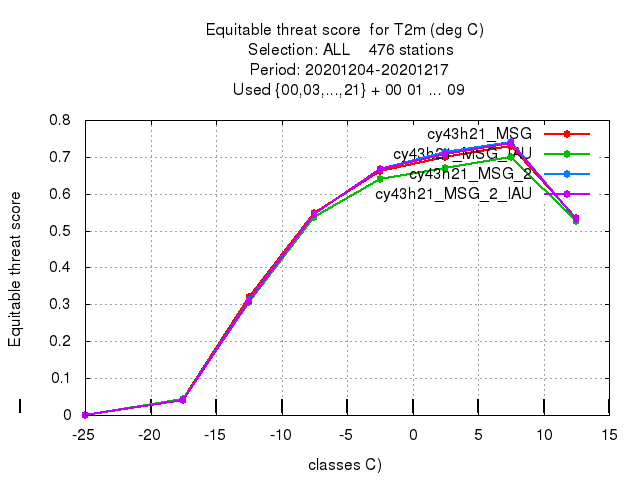 Equitable threat score  for T2m (deg C)
Selection: ALL    476 stations
Period: 20201204-20201217
Used {00,03,...,21} + 00 01 ... 09
cy43h21_MSG
cy43h21_MSG_IAU
cy43h21_MSG_2
cy43h21_MSG_2_IAU
Equitable threat score
0.8
0.7
0.6
0.5
0.4
0.3
0.2
0.1
0
-25 -20 -15 -10 -5 0 5 10 15
classes C)